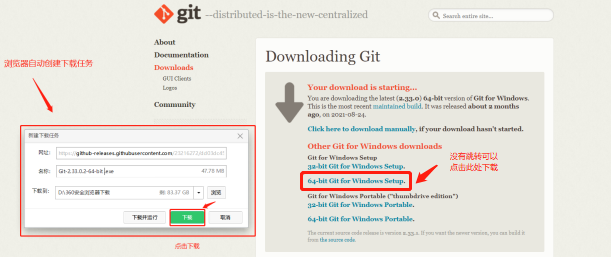 git --distributed-is-the-new-centralized
Search entire site...
About
Documentation
Downloads
GUI Clients
Logos
Community
浏览器自动创建下载任务
新建下载任务
网址:
名称:
Git-2.33.0.2-64-bit.exe
47.78 MB
下载到:
D:\360安全浏览器下载
剩: 83.37 GB
浏览
下载并运行
下载
取消
点击下载
Downloading Git
Your download is starting...
You are downloading the latest (2.33.0) 64-bit version of Git for Windows.
This is the most recent maintained build. It was released about 2 months
ago, on 2021-08-24.
Click here to download manually, if your download hasn't started.
Other Git for Windows downloads
Git for Windows Setup
32-bit Git for Windows Setup.
64-bit Git for Windows Setup.
Git for Windows Portable ("thumbdrive edition")
32-bit Git for Windows Portable.
64-bit Git for Windows Portable.
The current source code release is version 2.33.1. If you want the newer version, you can build it
from the source code.
没有跳转可以
点击此处下载